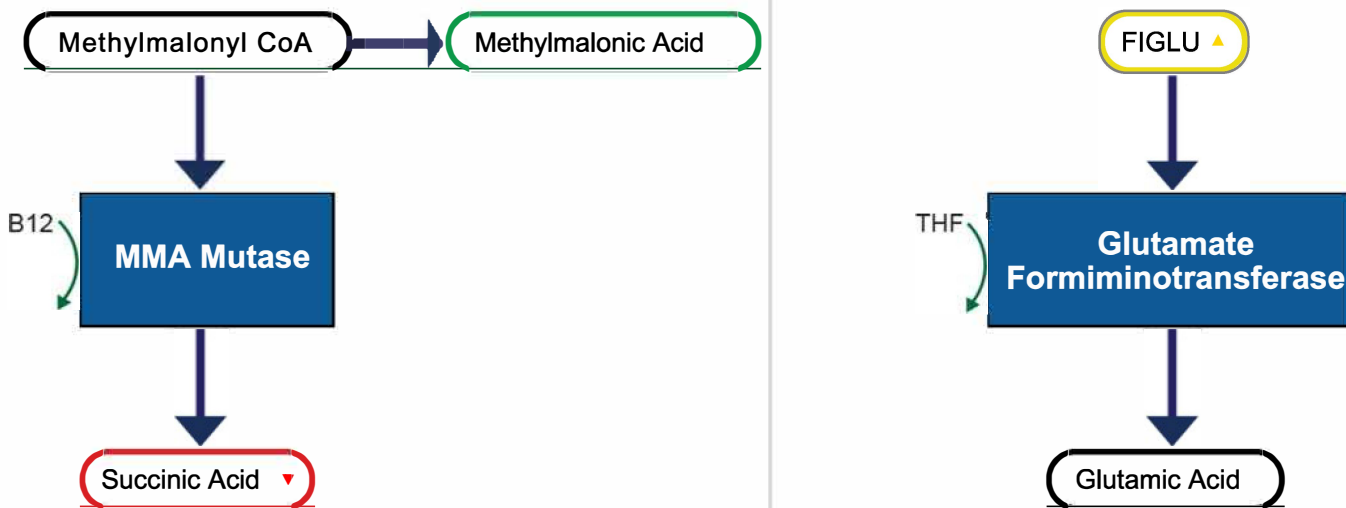 Methylmalonyl CoA
Methylmalonic Acid
B12
MMA Mutase
Succinic Acid
FIGLU
THF
Glutamate
Formiminotransferase
Glutamic Acid